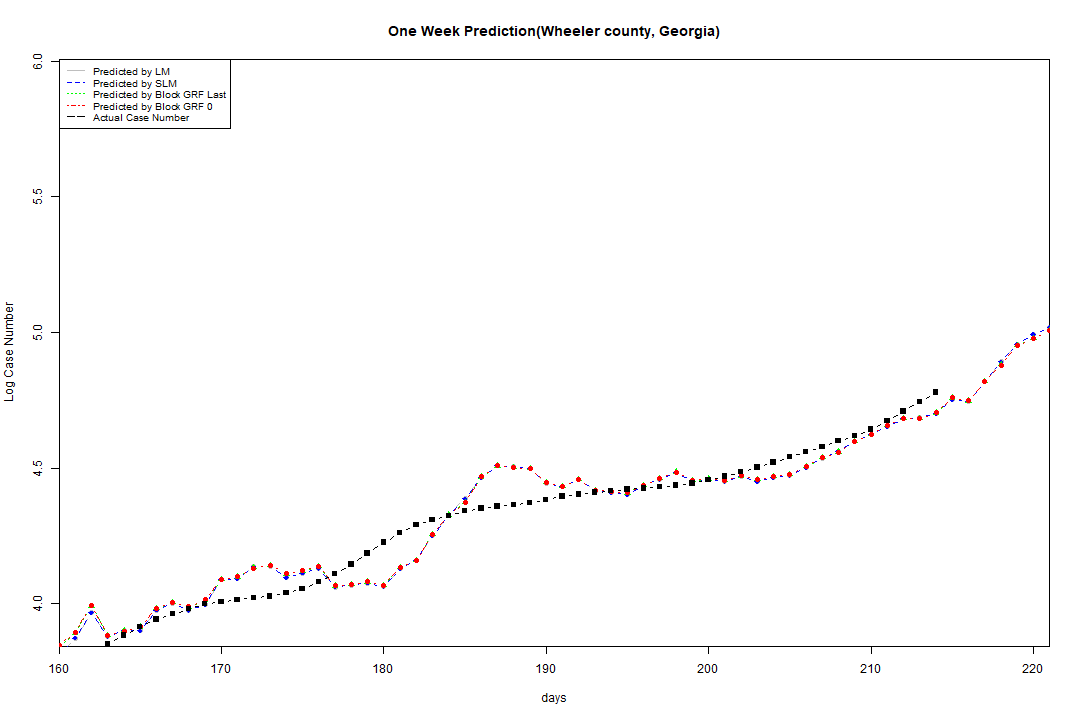 One Week Prediction(Wheeler county, Georgia)
Predicted by LM
Predicted by SLM
Predicted by Block GRF Last
Predicted by Block GRF 0
Actual Case Number
Log Case Number
6.0
5.5
5.0
4.5
4.0
160 170 180 190 200 210 220
days